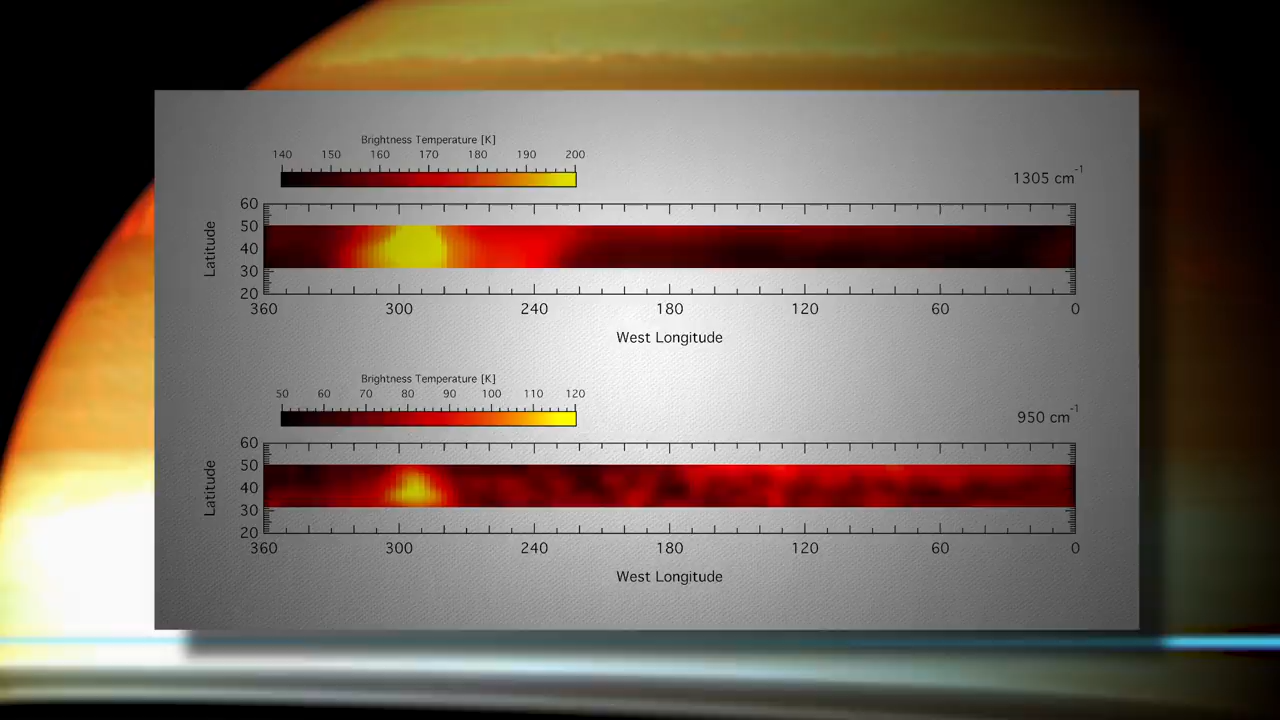 Brightness Temperature [K]
140 150 160 170 180 190 200
1305 cm⁻¹
60
50
40
30
20
Latitude
360 300 240 180 120 60 0
West Longitude
Brightness Temperature [K]
50 60 70 80 90 100 110 120
950 cm⁻¹
60
50
40
30
20
Latitude
360 300 240 180 120 60 0
West Longitude